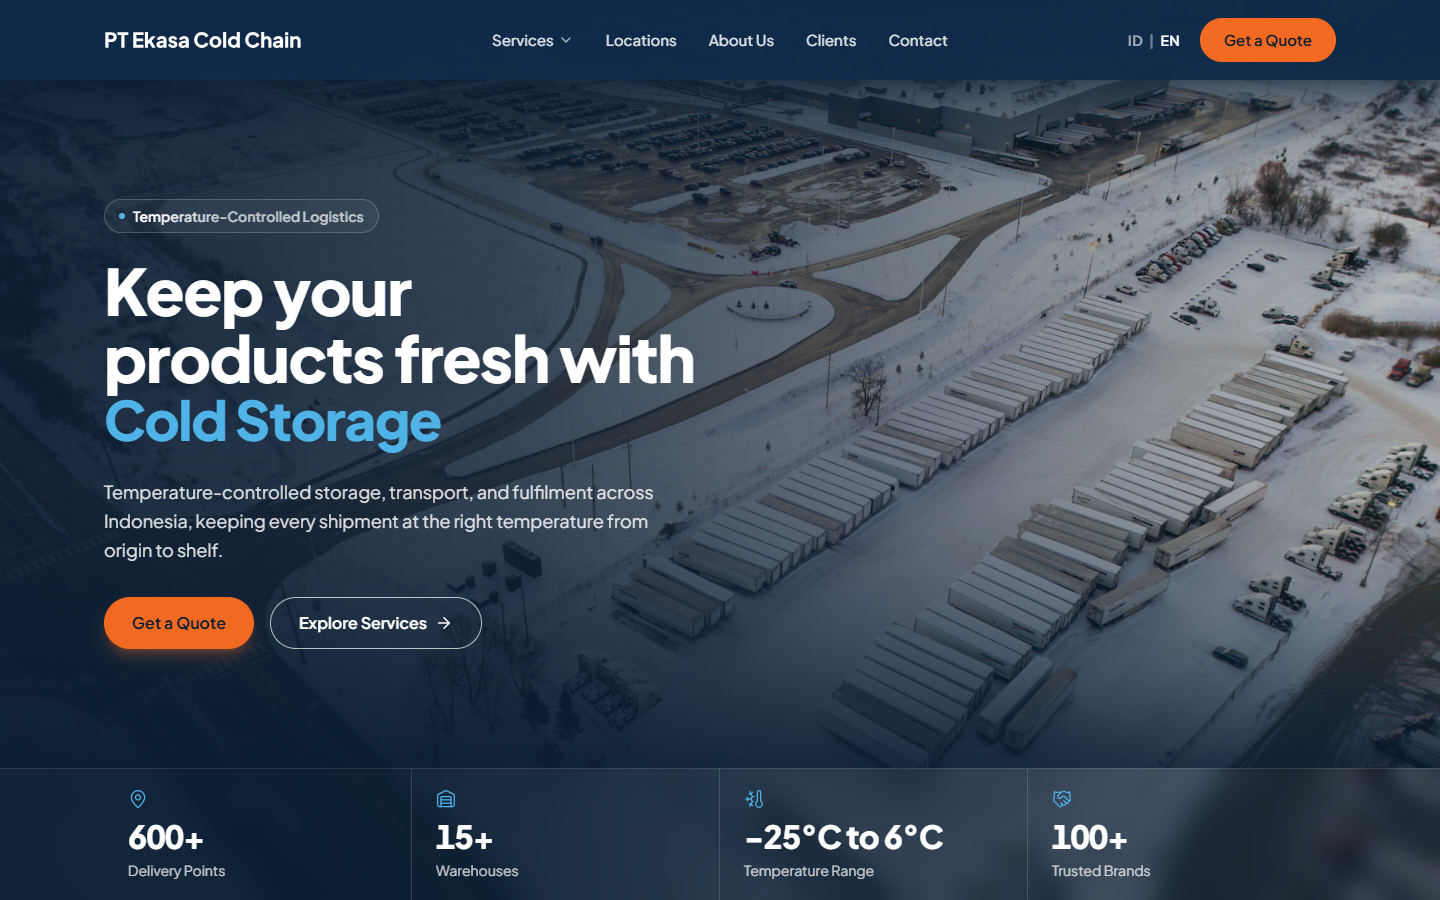 PT Ekasa Cold Chain
Services
Locations
About Us
Clients
Contact
ID | EN
Get a Quote
Temperature-Controlled Logistics
Keep your
products fresh with
Cold Storage
Temperature-controlled storage, transport, and fulfilment across
Indonesia, keeping every shipment at the right temperature from
origin to shelf.
Get a Quote
Explore Services →
600+
Delivery Points
15+
Warehouses
−25°C to 6°C
Temperature Range
100+
Trusted Brands